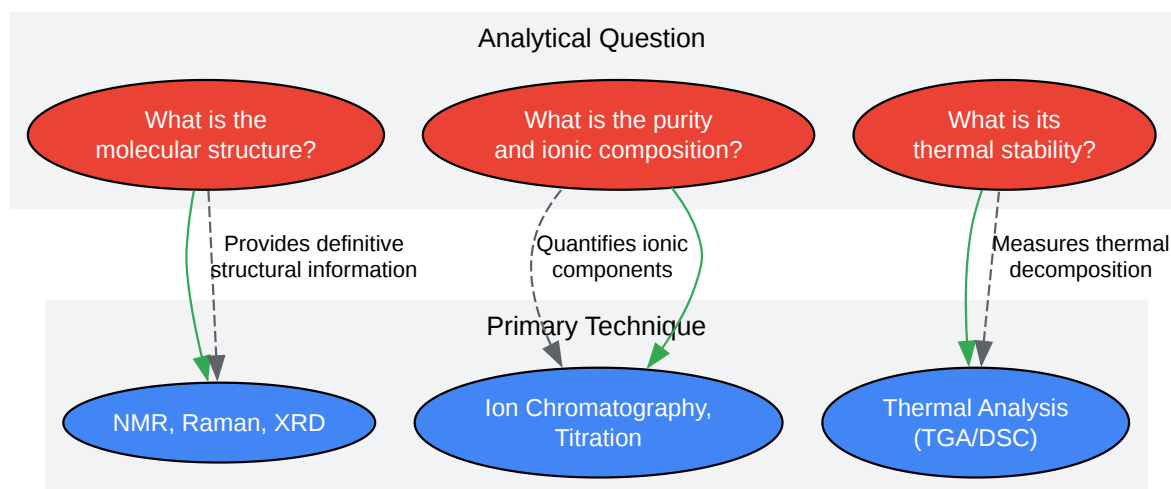 Analytical Question
What is the
molecular structure?
What is the purity
and ionic composition?
What is its
thermal stability?
Provides definitive
structural information
Quantifies ionic
components
Measures thermal
decomposition
Primary Technique
NMR, Raman, XRD
Ion Chromatography,
Titration
Thermal Analysis
(TGA/DSC)